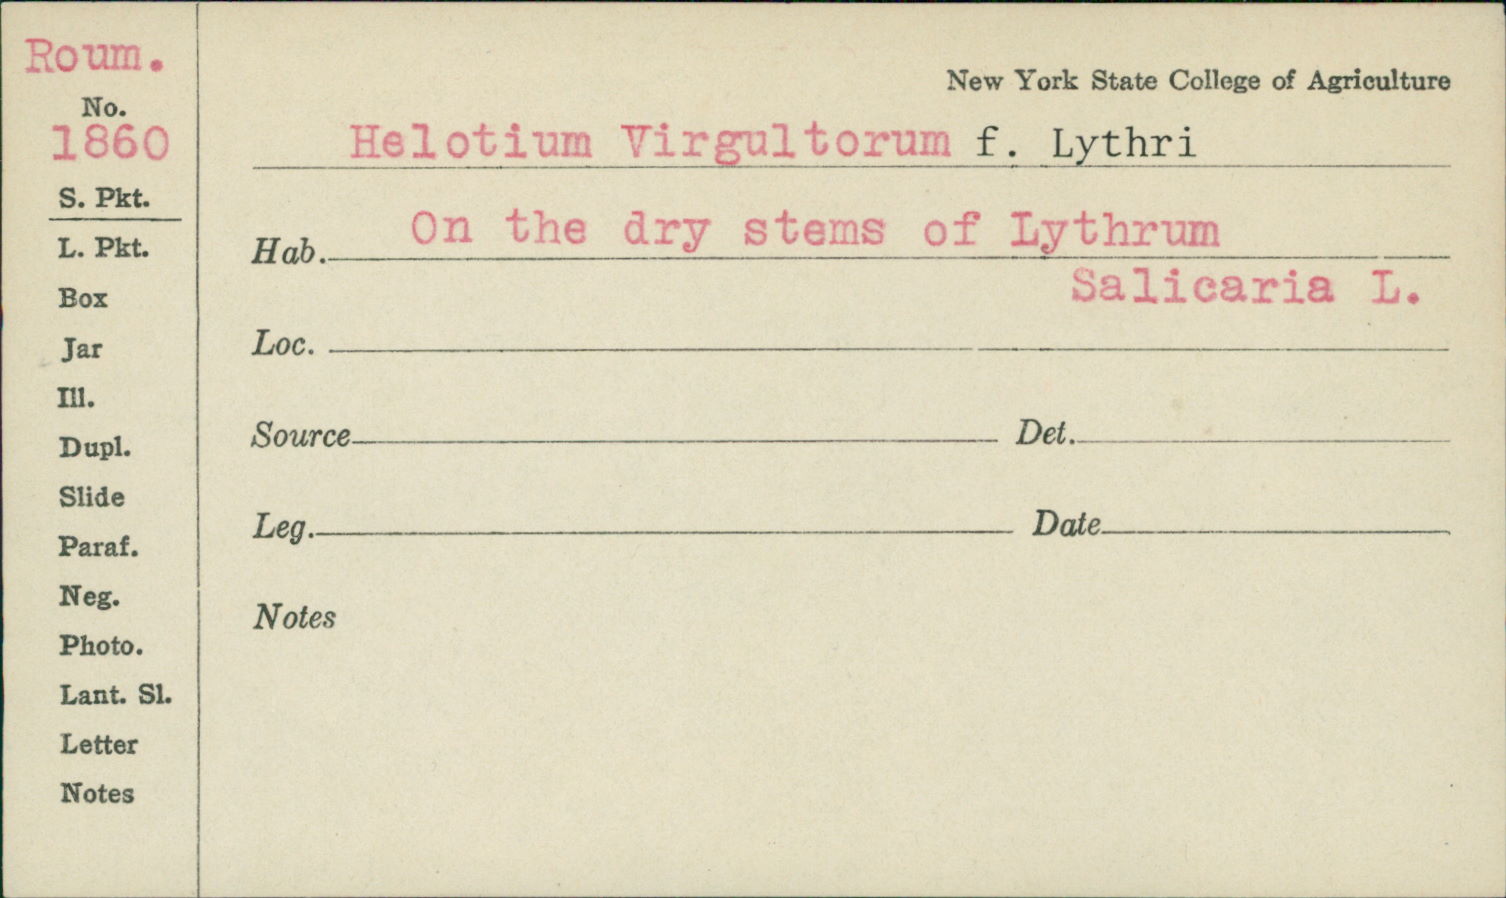 Roum.
No.
1860
S. Pkt.
L. Pkt.
Box
Jar
Ill.
Dupl.
Slide
Paraf.
Neg.
Photo.
Lant. Sl.
Letter
Notes
New York State College of Agriculture
Helotium Virgultorum f. Lythri
Hab. On the dry stems of Lythrum
Salicaria L.
Loc.
Source Det.
Leg. Date
Notes